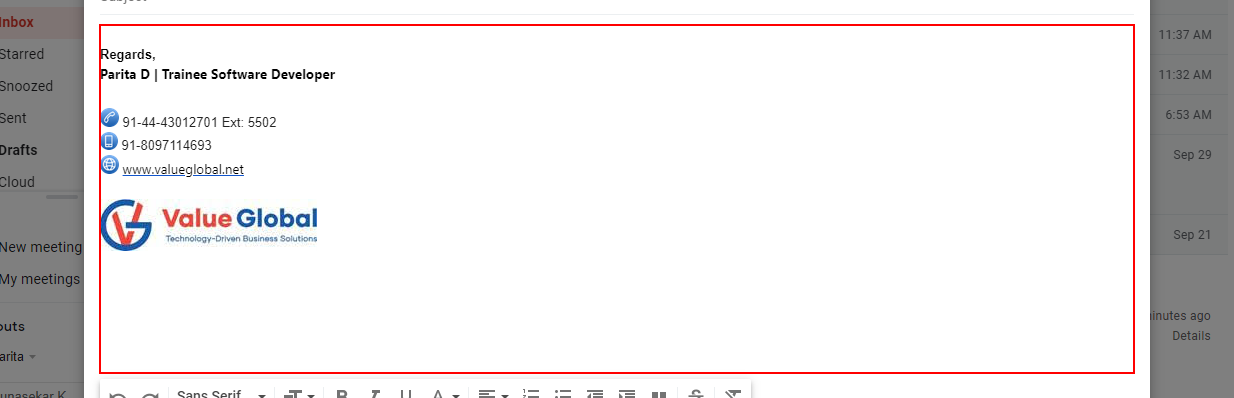 Inbox
Starred
Snoozed
Sent
Drafts
Cloud
New meeting
My meetings
arita
Regards,
Parita D | Trainee Software Developer
91-44-43012701 Ext: 5502
91-8097114693
www.valueglobal.net
Value Global
Technology-Driven Business Solutions
Sans Serif
B I U A
11:37 AM
11:32 AM
6:53 AM
Sep 29
Sep 21
inutes ago
Details